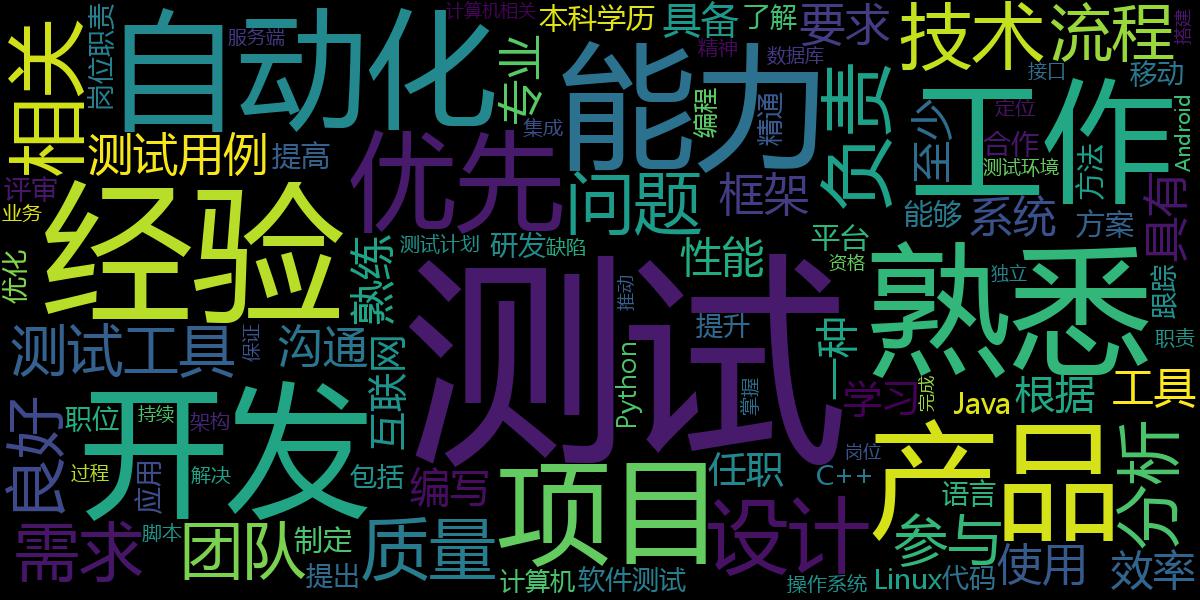 计算机相关
本科学历
具备
了解
要求
技术
流程
搭建
相关
岗位职责
自动化
服务端
专业
精神
数据库
能力
接口
移动
测试用例
提高
集成
编程
精通
负责
至少
定位
合作
测试环境
工作
方法
Android
评审
业务
经验
优先
问题
框架
能够
系统
方案
具有
优化
熟练
测试计划
研发
缺陷
性能
平台
资格
熟悉
独立
跟踪
测试工具
保证
沟通
互联网
测试
推动
提升
Python
掌握
一种
学习
完成
Java
根据
职责
工具
良好
职位
持续
架构
开发
过程
应用
解决
包括
编写
项目
任职
C++
岗位
产品
语言
分析
需求
脚本
团队
制定
提出
质量
计算机
软件测试
设计
操作系统
参与
Linux
代码
使用
效率